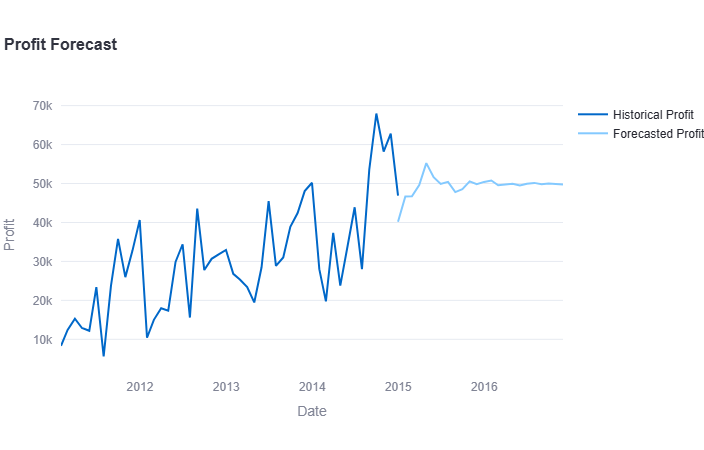 Profit Forecast
70k
60k
50k
40k
30k
20k
10k
Profit
2012 2013 2014 2015 2016
Date
Historical Profit
Forecasted Profit